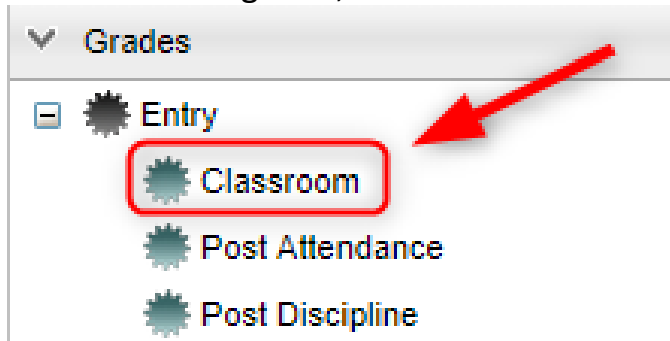 Grades
Entry
Classroom
Post Attendance
Post Discipline